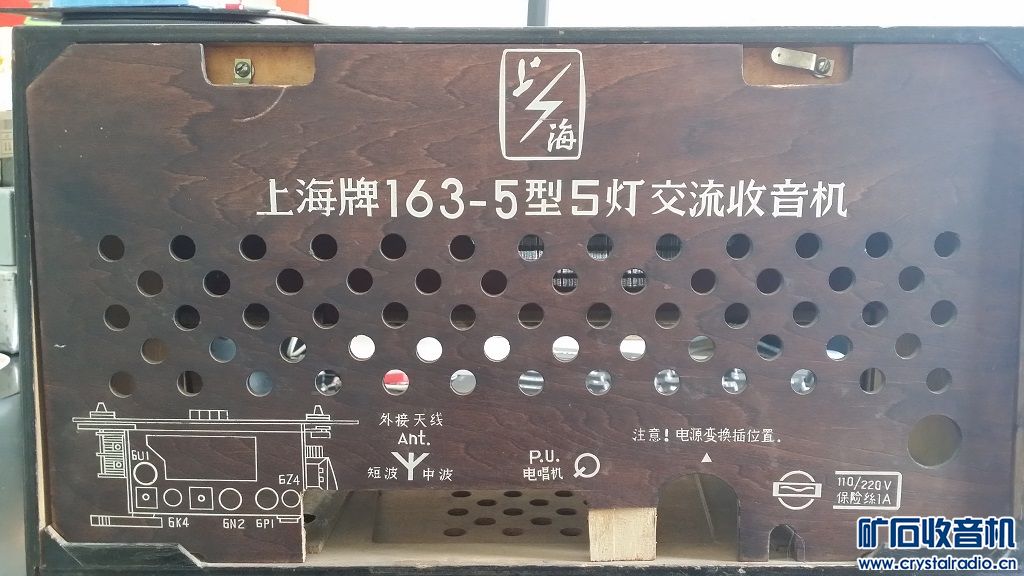 上海
上海牌163-5型5灯交流收音机
外接天线
Ant.
短波 中波
P.U.
电唱机
注意!电源变换插位置.
6U1
6Z4
6K4 6N2 6P1
110/220V
保险丝1A
矿石收音机
www.crystalradio.cn